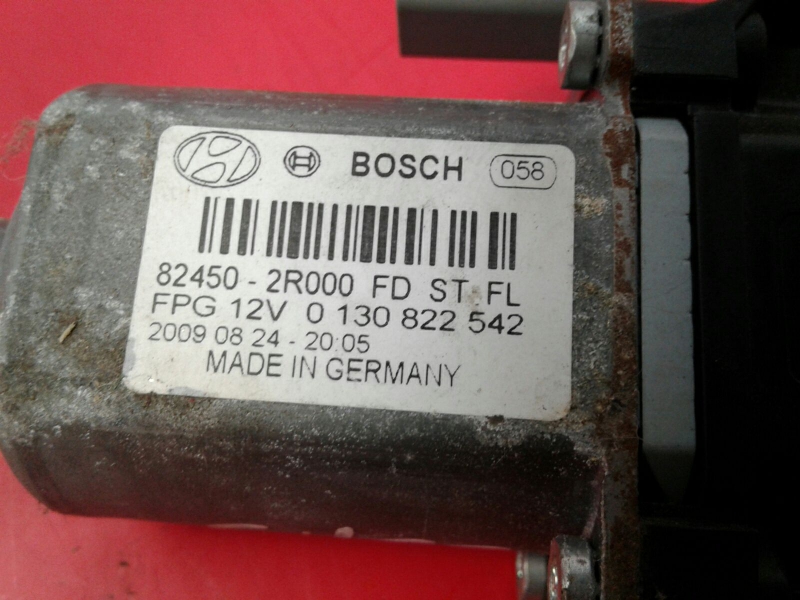 BOSCH 058
82450-2R000 FD ST FL
FPG 12V 0 130 822 542
2009 08 24-20:05
MADE IN GERMANY